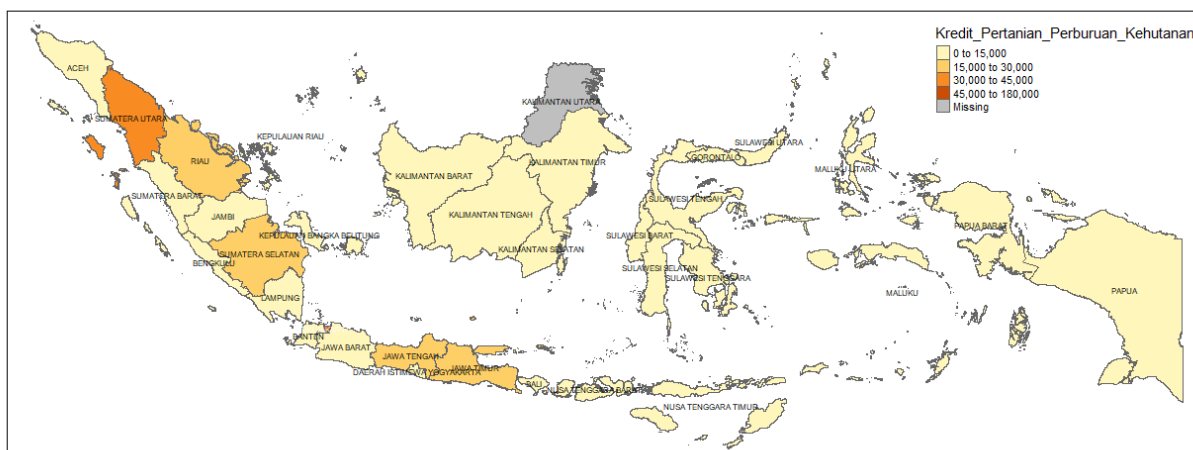 Kredit_Pertanian_Perburuan_Kehutanan
0 to 15,000
15,000 to 30,000
30,000 to 45,000
45,000 to 180,000
Missing
ACEH
SUMATERA UTARA
RIAU
KEPULAUAN RIAU
SUMATERA BARAT
JAMBI
KEPULAUAN BANGKA BELITUNG
SUMATERA SELATAN
BENGKULU
LAMPUNG
BANTEN
JAWA BARAT
JAWA TENGAH
DAERAH ISTIMEWA YOGYAKARTA
JAWA TIMUR
BALI
NUSA TENGGARA BARAT
NUSA TENGGARA TIMUR
KALIMANTAN UTARA
KALIMANTAN TIMUR
KALIMANTAN BARAT
KALIMANTAN TENGAH
KALIMANTAN SELATAN
SULAWESI UTARA
GORONTALO
SULAWESI TENGAH
SULAWESI BARAT
SULAWESI SELATAN
SULAWESI TENGGARA
MALUKU UTARA
MALUKU
PAPUA BARAT
PAPUA